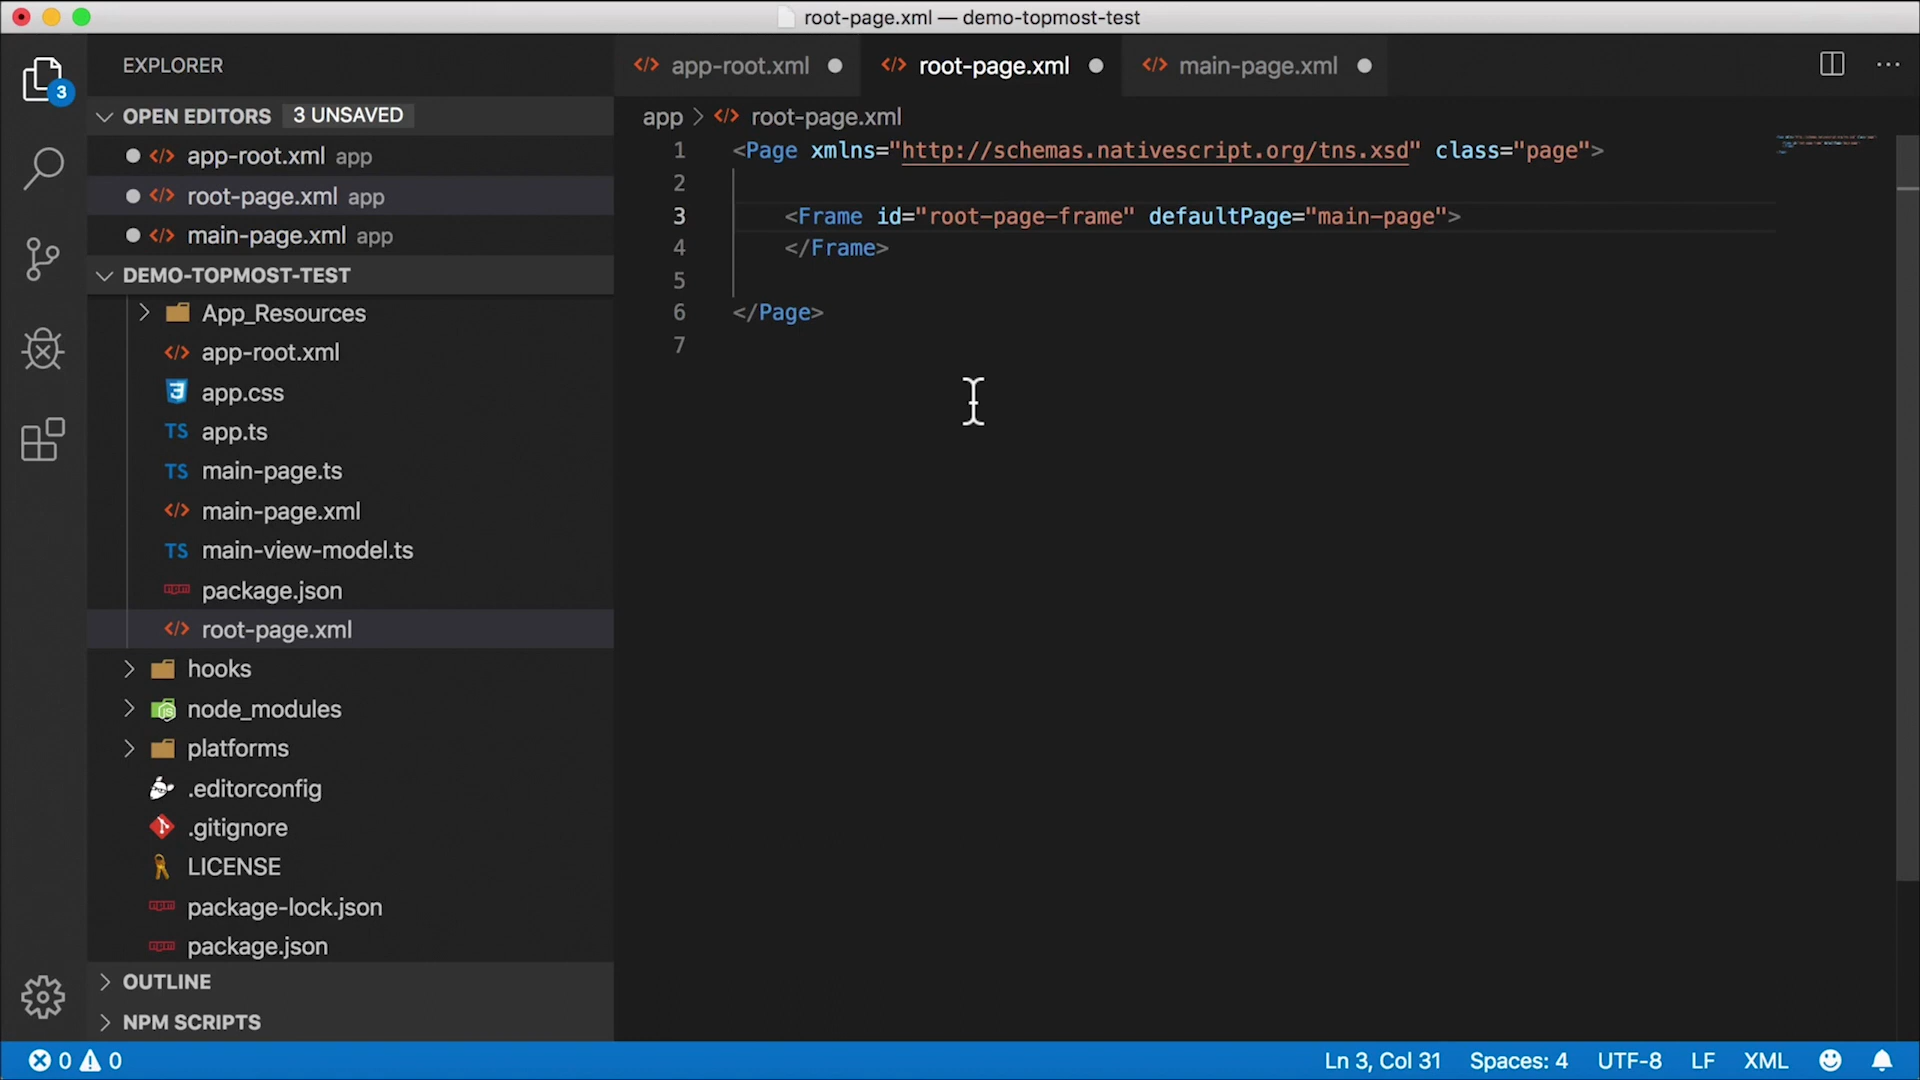 root-page.xml — demo-topmost-test
EXPLORER
3
OPEN EDITORS 3 UNSAVED
app-root.xml app
root-page.xml app
main-page.xml app
DEMO-TOPMOST-TEST
App_Resources
app-root.xml
app.css
TS app.ts
TS main-page.ts
main-page.xml
TS main-view-model.ts
package.json
root-page.xml
hooks
node_modules
platforms
.editorconfig
.gitignore
LICENSE
package-lock.json
package.json
OUTLINE
NPM SCRIPTS
app-root.xml
root-page.xml
main-page.xml
app > root-page.xml
1 <Page xmlns="http://schemas.nativescript.org/tns.xsd" class="page">
2
3 <Frame id="root-page-frame" defaultPage="main-page">
4 </Frame>
5
6 </Page>
7
0 0
Ln 3, Col 31 Spaces: 4 UTF-8 LF XML